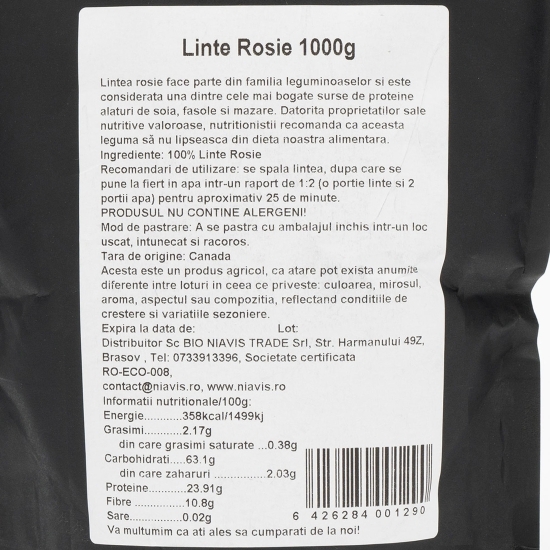 Linte Rosie 1000g
Lintea rosie face parte din familia leguminoaselor si este
considerata una dintre cele mai bogate surse de proteine
alaturi de soia, fasole si mazare. Datorita proprietatilor sale
nutritive valoroase, nutritionistii recomanda ca aceasta
leguma să nu lipseasca din dieta noastra alimentara.
Ingrediente: 100% Linte Rosie
Recomandari de utilizare: se spala lintea, dupa care se
pune la fiert in apa intr-un raport de 1:2 (o portie linte si 2
portii apa) pentru aproximativ 25 de minute.
PRODUSUL NU CONTINE ALERGENI!
Mod de pastrare: A se pastra cu ambalajul inchis intr-un loc
uscat, intunecat si racoros.
Tara de origine: Canada
Acesta este un produs agricol, ca atare pot exista anumite
diferente intre loturi in ceea ce priveste: culoarea, mirosul,
aroma, aspectul sau compozitia, reflectand conditiile de
crestere si variatiile sezoniere.
Expira la data de: Lot:
Distribuitor Sc BIO NIAVIS TRADE Srl, Str. Harmanului 49Z,
Brasov , Tel: 0733913396, Societate certificata
RO-ECO-008,
contact@niavis.ro, www.niavis.ro
Informatii nutritionale/100g:
Energie............358kcal/1499kj
Grasimi............2.17g
din care grasimi saturate ...0.38g
Carbohidrati.....63.1g
din care zaharuri .................2.03g
Proteine............23.91g
Fibre ................10.8g
Sare.................0.02g
6 426284 001290
Va multumim ca ati ales sa cumparati de la noi!